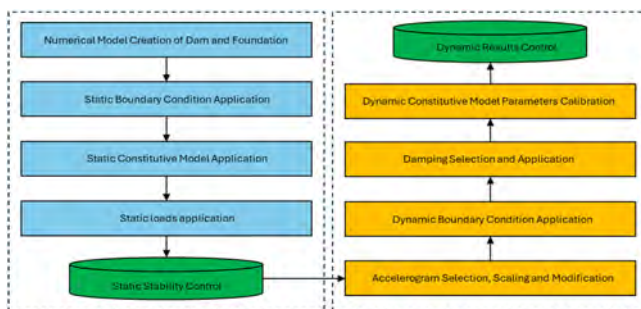 Numerical Model Creation of Dam and Foundation
Static Boundary Condition Application
Static Constitutive Model Application
Static loads application
Static Stability Control
Accelerogram Selection, Scaling and Modification
Dynamic Boundary Condition Application
Damping Selection and Application
Dynamic Constitutive Model Parameters Calibration
Dynamic Results Control